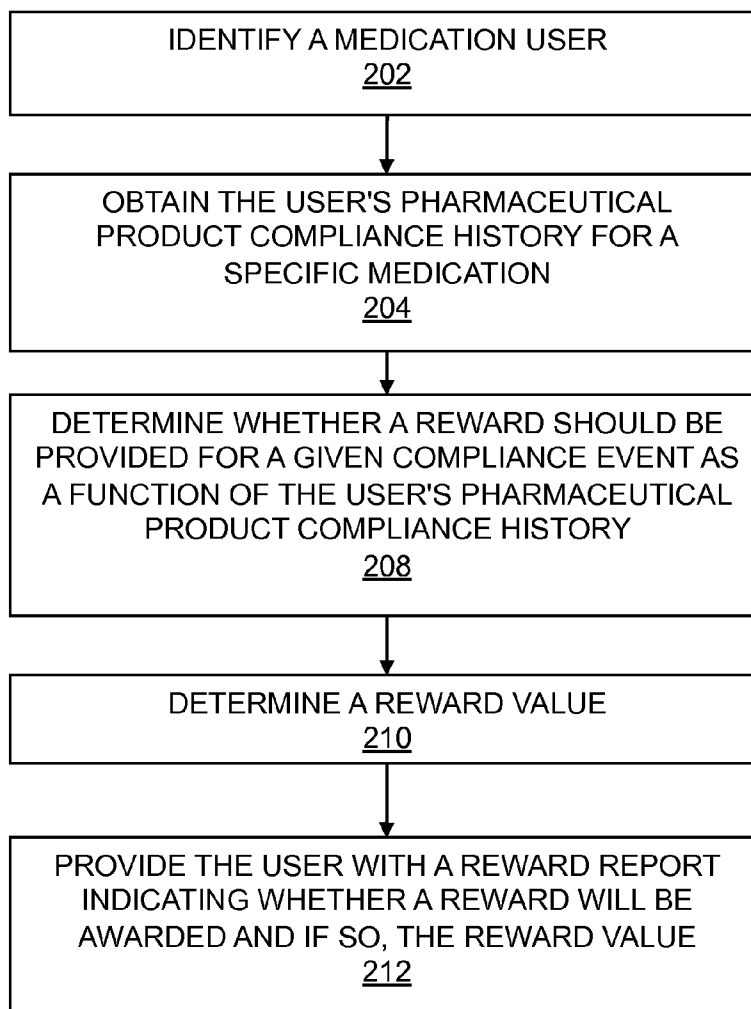 IDENTIFY A MEDICATION USER
202
OBTAIN THE USER'S PHARMACEUTICAL
PRODUCT COMPLIANCE HISTORY FOR A
SPECIFIC MEDICATION
204
DETERMINE WHETHER A REWARD SHOULD BE
PROVIDED FOR A GIVEN COMPLIANCE EVENT AS
A FUNCTION OF THE USER'S PHARMACEUTICAL
PRODUCT COMPLIANCE HISTORY
208
DETERMINE A REWARD VALUE
210
PROVIDE THE USER WITH A REWARD REPORT
INDICATING WHETHER A REWARD WILL BE
AWARDED AND IF SO, THE REWARD VALUE
212